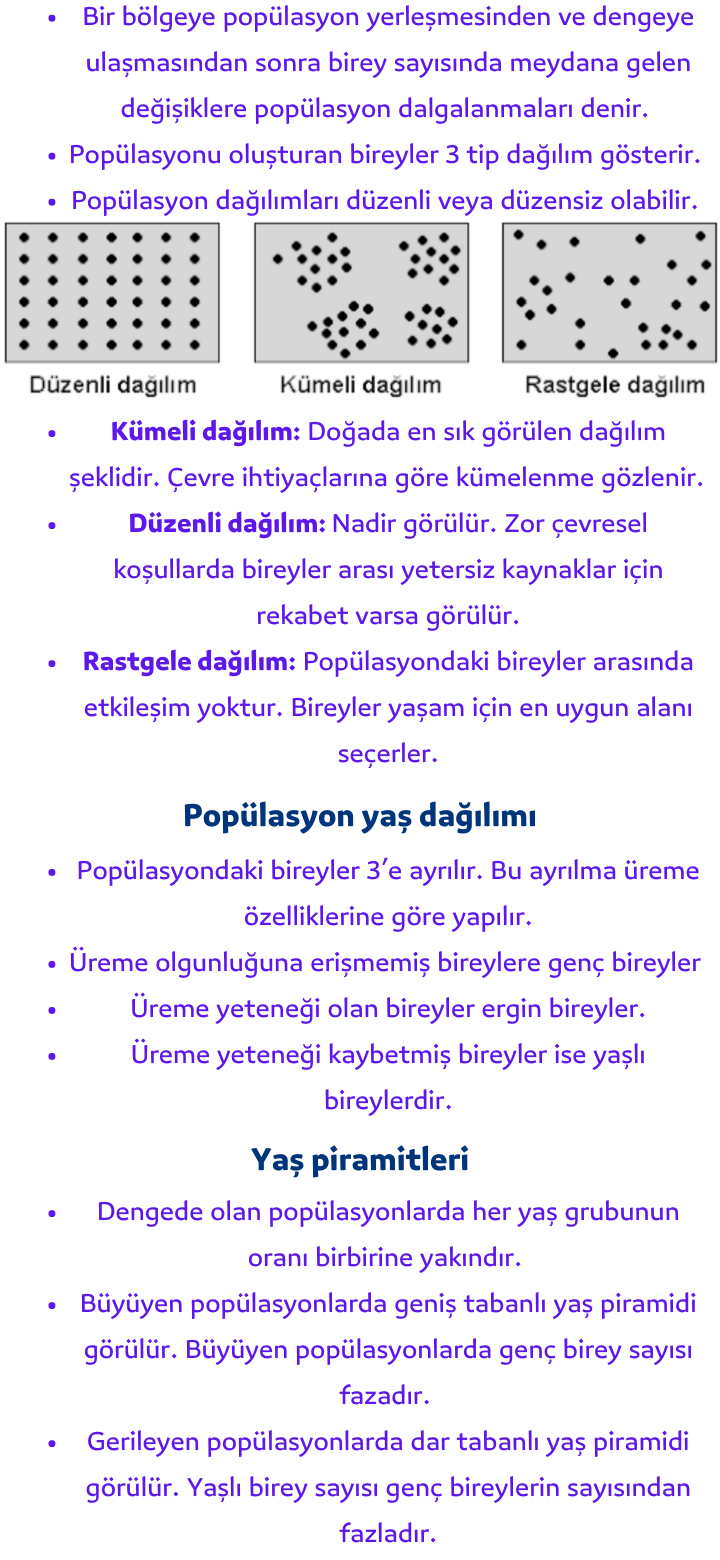 • Bir bölgeye popülasyon yerleşmesinden ve dengeye
ulaşmasından sonra birey sayısında meydana gelen
değişiklere popülasyon dalgalanmaları denir.
• Popülasyonu oluşturan bireyler 3 tip dağılım gösterir.
• Popülasyon dağılımları düzenli veya düzensiz olabilir.
Düzenli dağılım
Kümeli dağılım
Rastgele dağılım
• Kümeli dağılım: Doğada en sık görülen dağılım
şeklidir. Çevre ihtiyaçlarına göre kümelenme gözlenir.
• Düzenli dağılım: Nadir görülür. Zor çevresel
koşullarda bireyler arası yetersiz kaynaklar için
rekabet varsa görülür.
• Rastgele dağılım: Popülasyondaki bireyler arasında
etkileşim yoktur. Bireyler yaşam için en uygun alanı
seçerler.
Popülasyon yaş dağılımı
• Popülasyondaki bireyler 3’e ayrılır. Bu ayrılma üreme
özelliklerine göre yapılır.
• Üreme olgunluğuna erişmemiş bireylere genç bireyler
• Üreme yeteneği olan bireyler ergin bireyler.
• Üreme yeteneği kaybetmiş bireyler ise yaşlı
bireylerdir.
Yaş piramitleri
• Dengede olan popülasyonlarda her yaş grubunun
oranı birbirine yakındır.
• Büyüyen popülasyonlarda geniş tabanlı yaş piramidi
görülür. Büyüyen popülasyonlarda genç birey sayısı
fazadır.
• Gerileyen popülasyonlarda dar tabanlı yaş piramidi
görülür. Yaşlı birey sayısı genç bireylerin sayısından
fazladır.